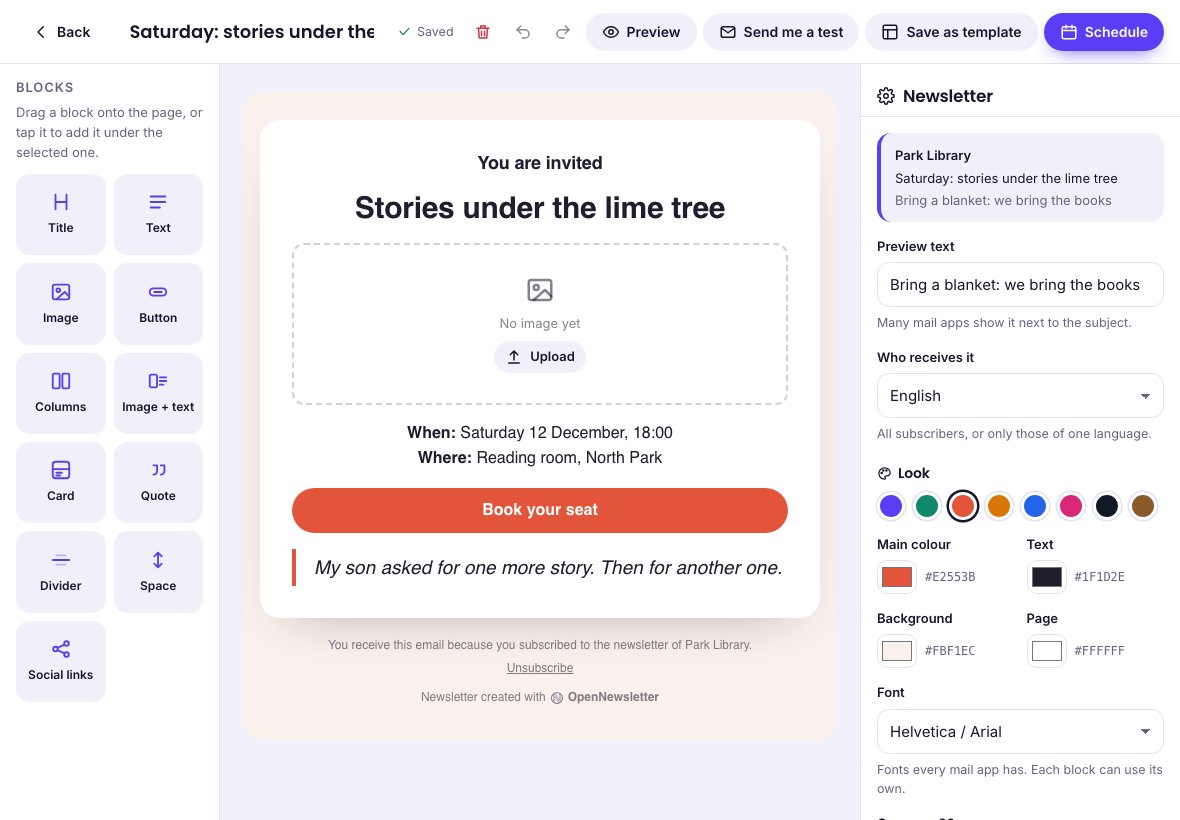 Back
Saturday: stories under the
Saved
Preview
Send me a test
Save as template
Schedule
BLOCKS
Drag a block onto the page, or
tap it to add it under the
selected one.
Title
Text
Image
Button
Columns
Image + text
Card
Quote
Divider
Space
Social links
You are invited
Stories under the lime tree
No image yet
Upload
When: Saturday 12 December, 18:00
Where: Reading room, North Park
Book your seat
My son asked for one more story. Then for another one.
You receive this email because you subscribed to the newsletter of Park Library.
Unsubscribe
Newsletter created with OpenNewsletter
Newsletter
Park Library
Saturday: stories under the lime tree
Bring a blanket: we bring the books
Preview text
Bring a blanket: we bring the books
Many mail apps show it next to the subject.
Who receives it
English
All subscribers, or only those of one language.
Look
Main colour
Text
#E2553B
#1F1D2E
Background
Page
#FBF1EC
#FFFFFF
Font
Helvetica / Arial
Fonts every mail app has. Each block can use its
own.